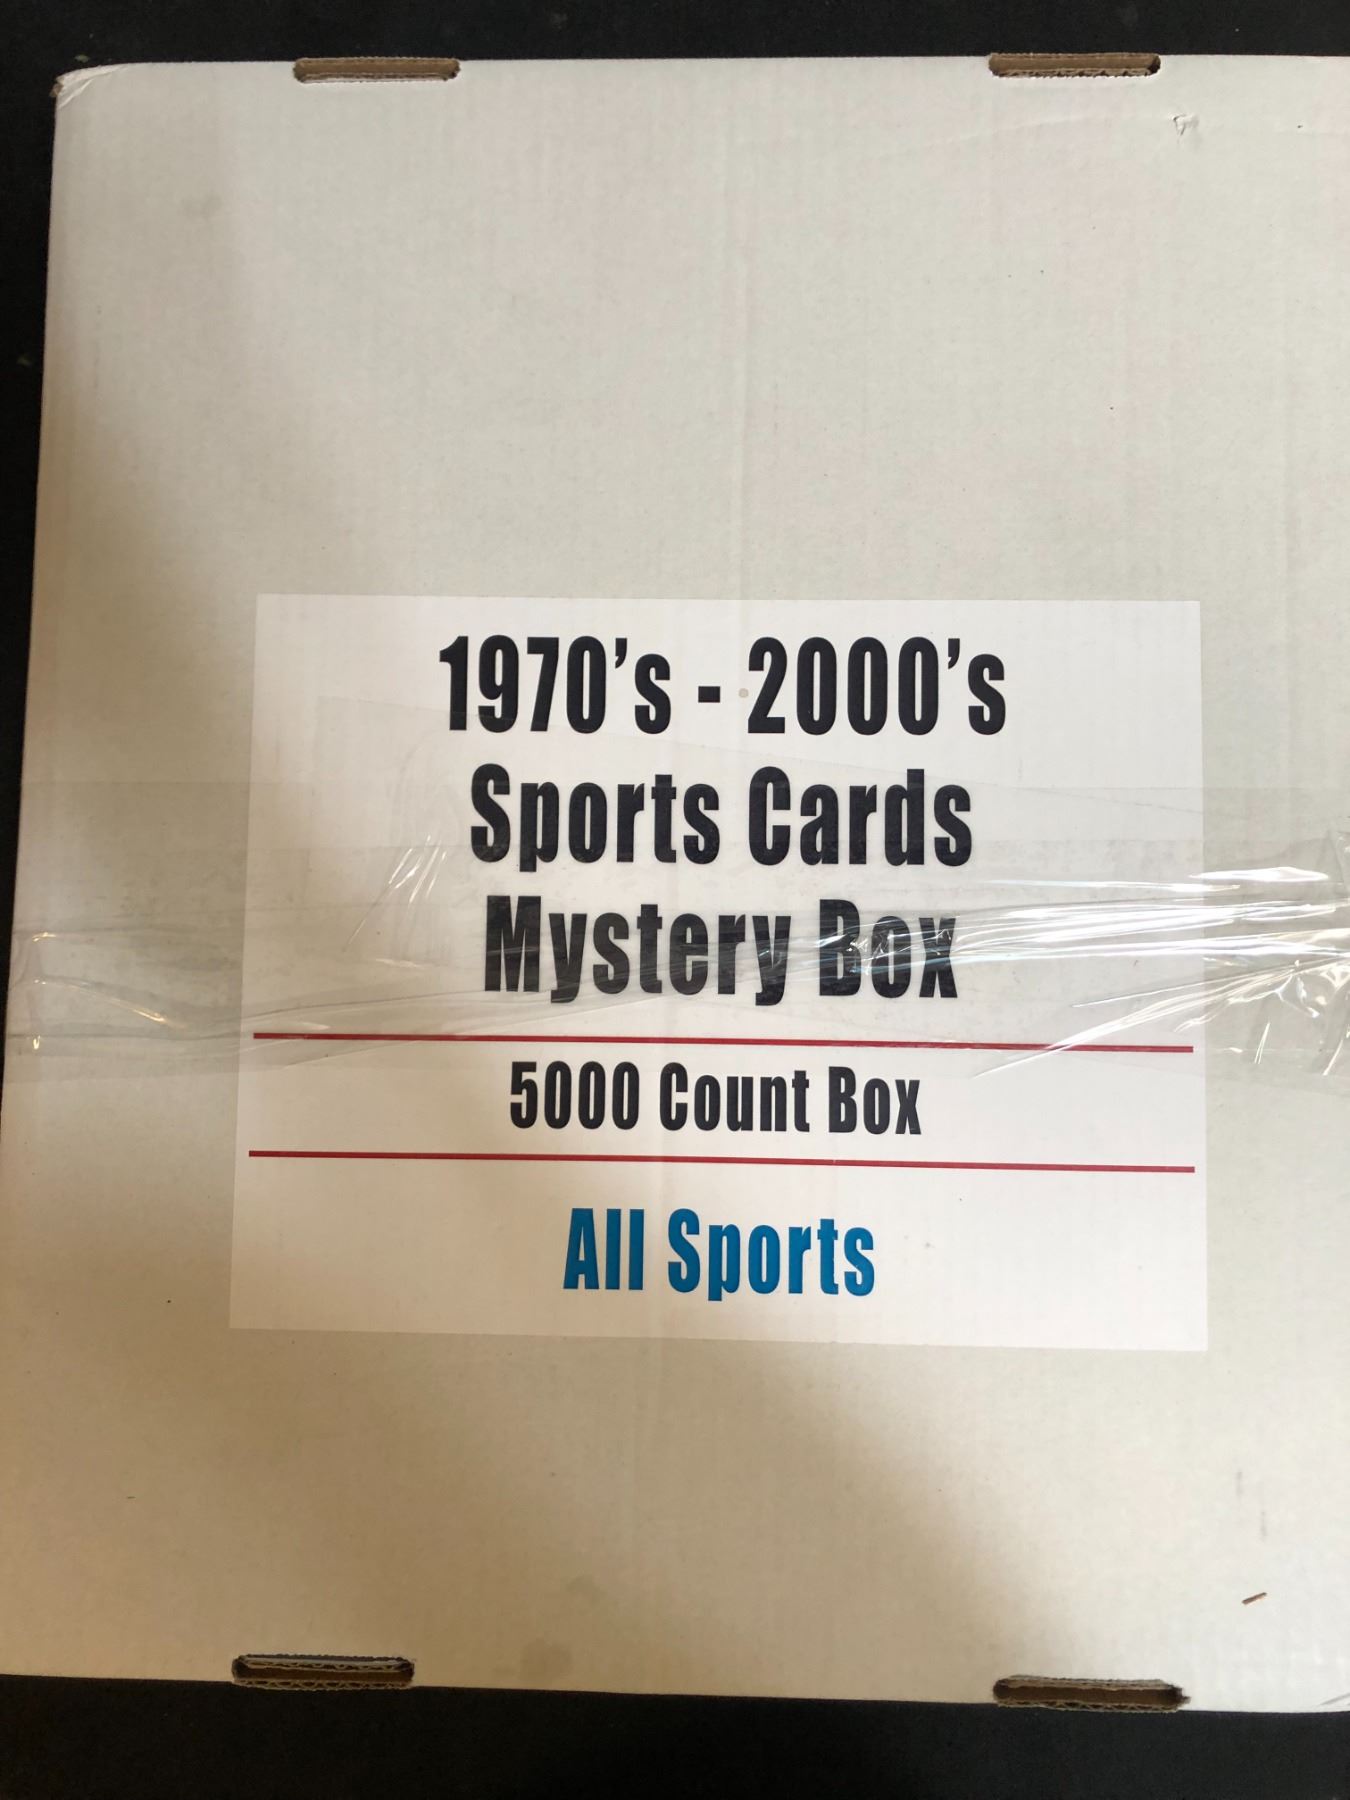 1970's - 2000's
Sports Cards
Mystery Box
5000 Count Box
All Sports